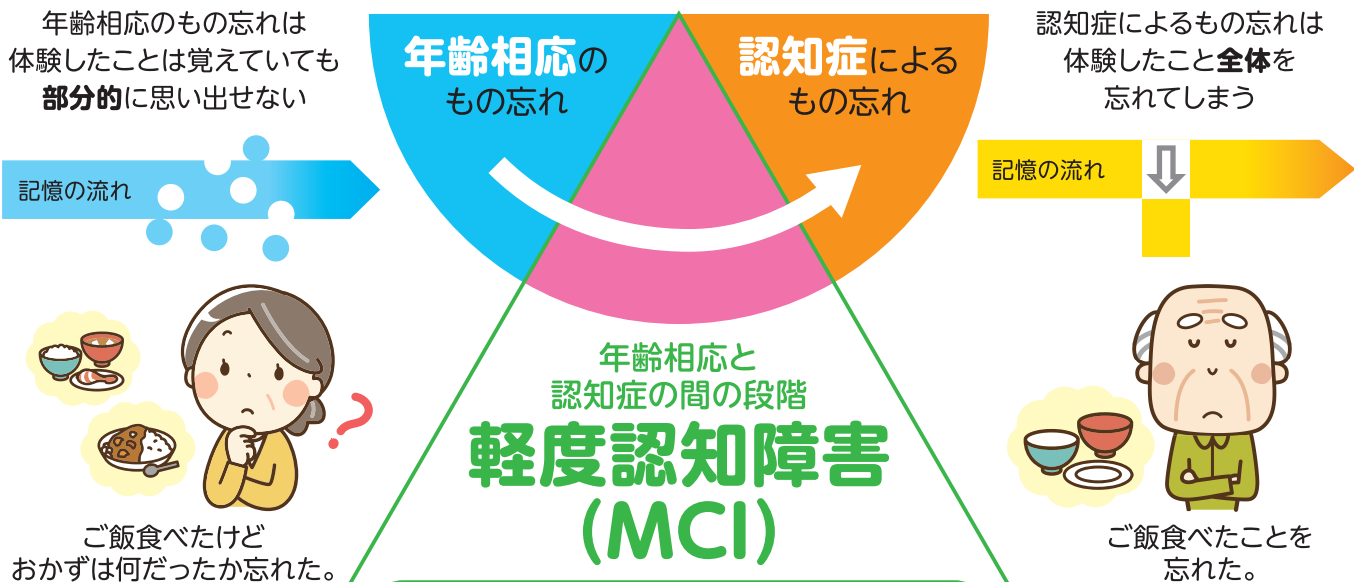 年齢相応のもの忘れは
体験したことは覚えていても
部分的に思い出せない
記憶の流れ
ご飯食べたけど
おかずは何だったか忘れた。
年齢相応の
もの忘れ
認知症による
もの忘れ
年齢相応と
認知症の間の段階
軽度認知障害
(MCI)
認知症によるもの忘れは
体験したこと全体を
忘れてしまう
記憶の流れ
ご飯食べたことを
忘れた。